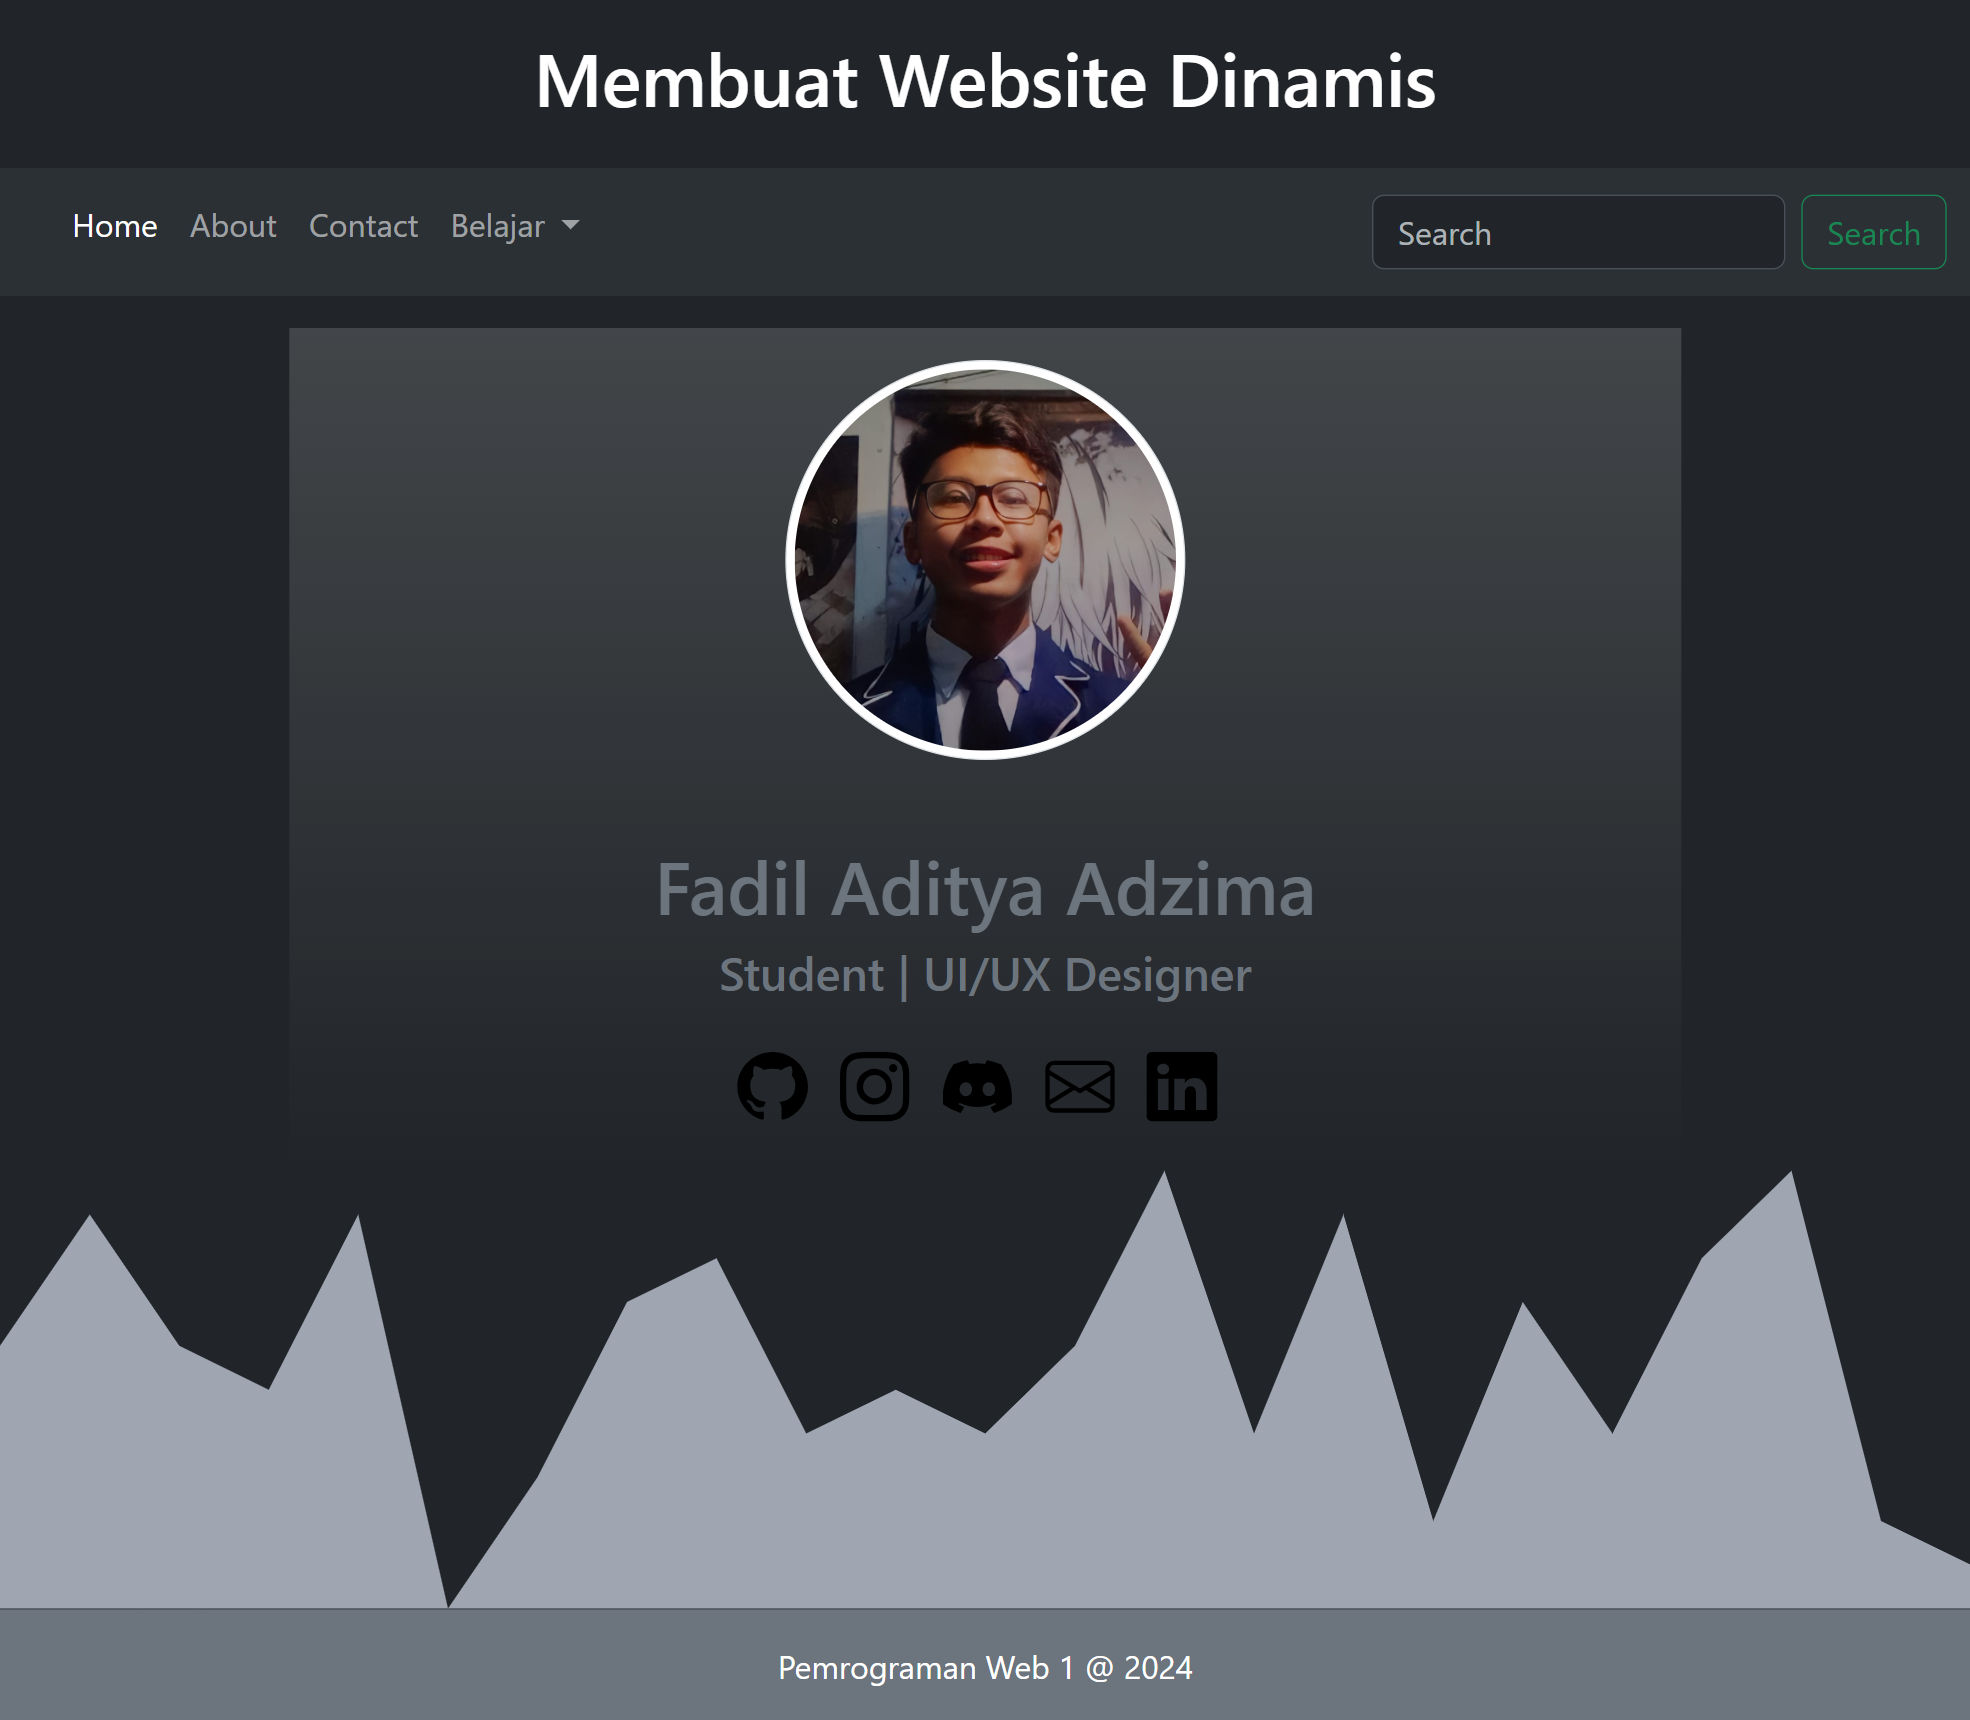 Membuat Website Dinamis
Home About Contact Belajar Search Search
Fadil Aditya Adzima
Student | UI/UX Designer
in
Pemrograman Web 1 @ 2024